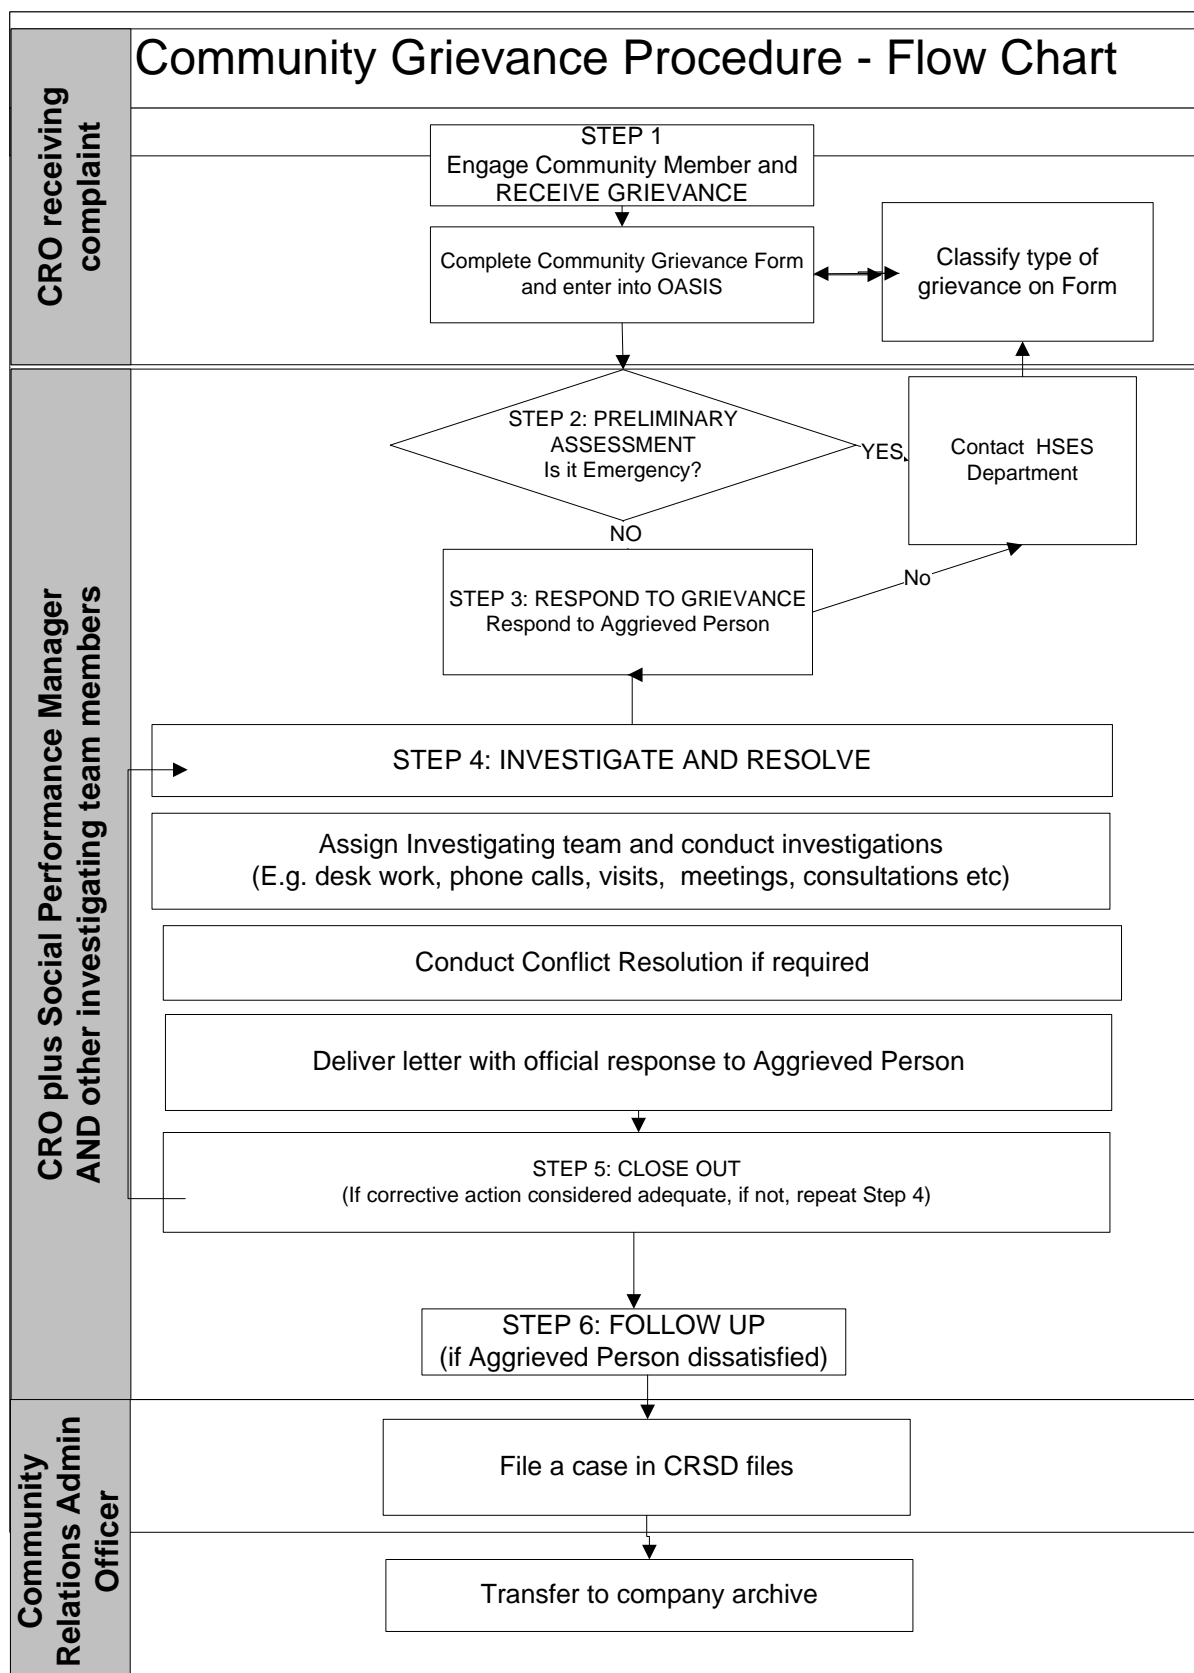 Community Grievance Procedure - Flow Chart
CRO receiving
complaint
STEP 1
Engage Community Member and
RECEIVE GRIEVANCE
Complete Community Grievance Form
and enter into OASIS
Classify type of
grievance on Form
CRO plus Social Performance Manager
AND other investigating team members
STEP 2: PRELIMINARY
ASSESSMENT
Is it Emergency?
YES
Contact HSES
Department
NO
STEP 3: RESPOND TO GRIEVANCE
Respond to Aggrieved Person
No
STEP 4: INVESTIGATE AND RESOLVE
Assign Investigating team and conduct investigations
(E.g. desk work, phone calls, visits, meetings, consultations etc)
Conduct Conflict Resolution if required
Deliver letter with official response to Aggrieved Person
STEP 5: CLOSE OUT
(If corrective action considered adequate, if not, repeat Step 4)
STEP 6: FOLLOW UP
(if Aggrieved Person dissatisfied)
Community
Relations Admin
Officer
File a case in CRSD files
Transfer to company archive